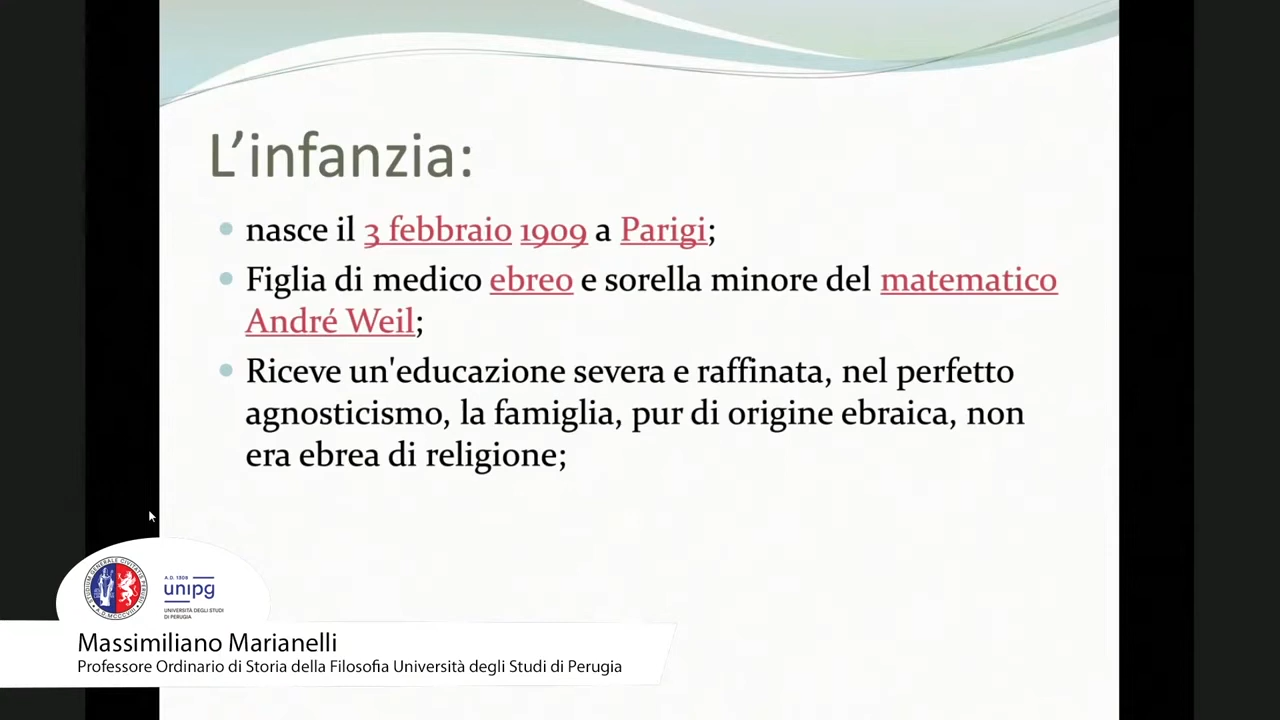 L’infanzia:
nasce il 3 febbraio 1909 a Parigi;
Figlia di medico ebreo e sorella minore del matematico
André Weil;
Riceve un'educazione severa e raffinata, nel perfetto
agnosticismo, la famiglia, pur di origine ebraica, non
era ebrea di religione;
A.D. 1308
unipg
UNIVERSITÀ DEGLI STUDI
DI PERUGIA
Massimiliano Marianelli
Professore Ordinario di Storia della Filosofia Università degli Studi di Perugia